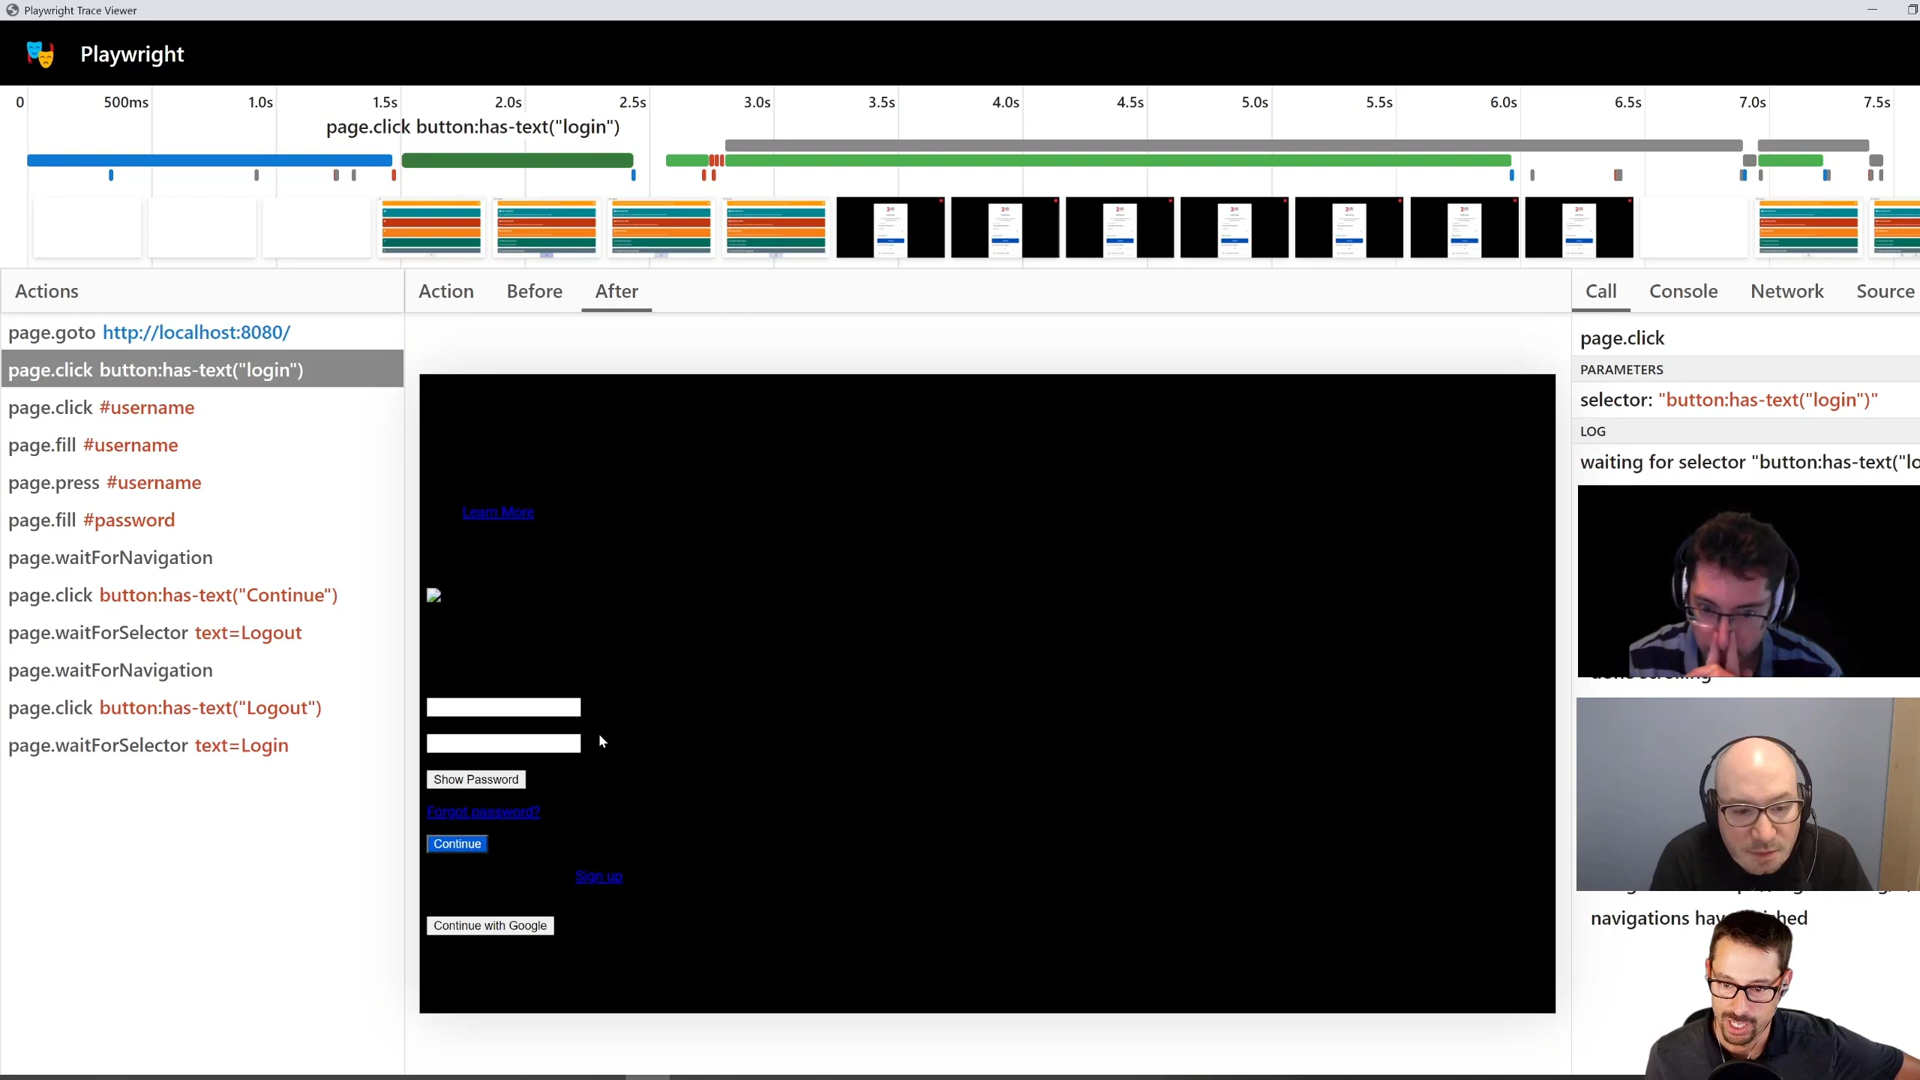 Playwright Trace Viewer
Playwright
0 500ms 1.0s 1.5s 2.0s 2.5s 3.0s 3.5s 4.0s 4.5s 5.0s 5.5s 6.0s 6.5s 7.0s 7.5s
page.click button:has-text("login")
Actions
Action Before After
Call Console Network Source
page.goto http://localhost:8080/
page.click button:has-text("login")
page.click #username
page.fill #username
page.press #username
page.fill #password
page.waitForNavigation
page.click button:has-text("Continue")
page.waitForSelector text=Logout
page.waitForNavigation
page.click button:has-text("Logout")
page.waitForSelector text=Login
Learn More
Show Password
Forgot password?
Continue
Sign up
Continue with Google
page.click
PARAMETERS
selector: "button:has-text("login")"
LOG
waiting for selector "button:has-text("lo
navigations